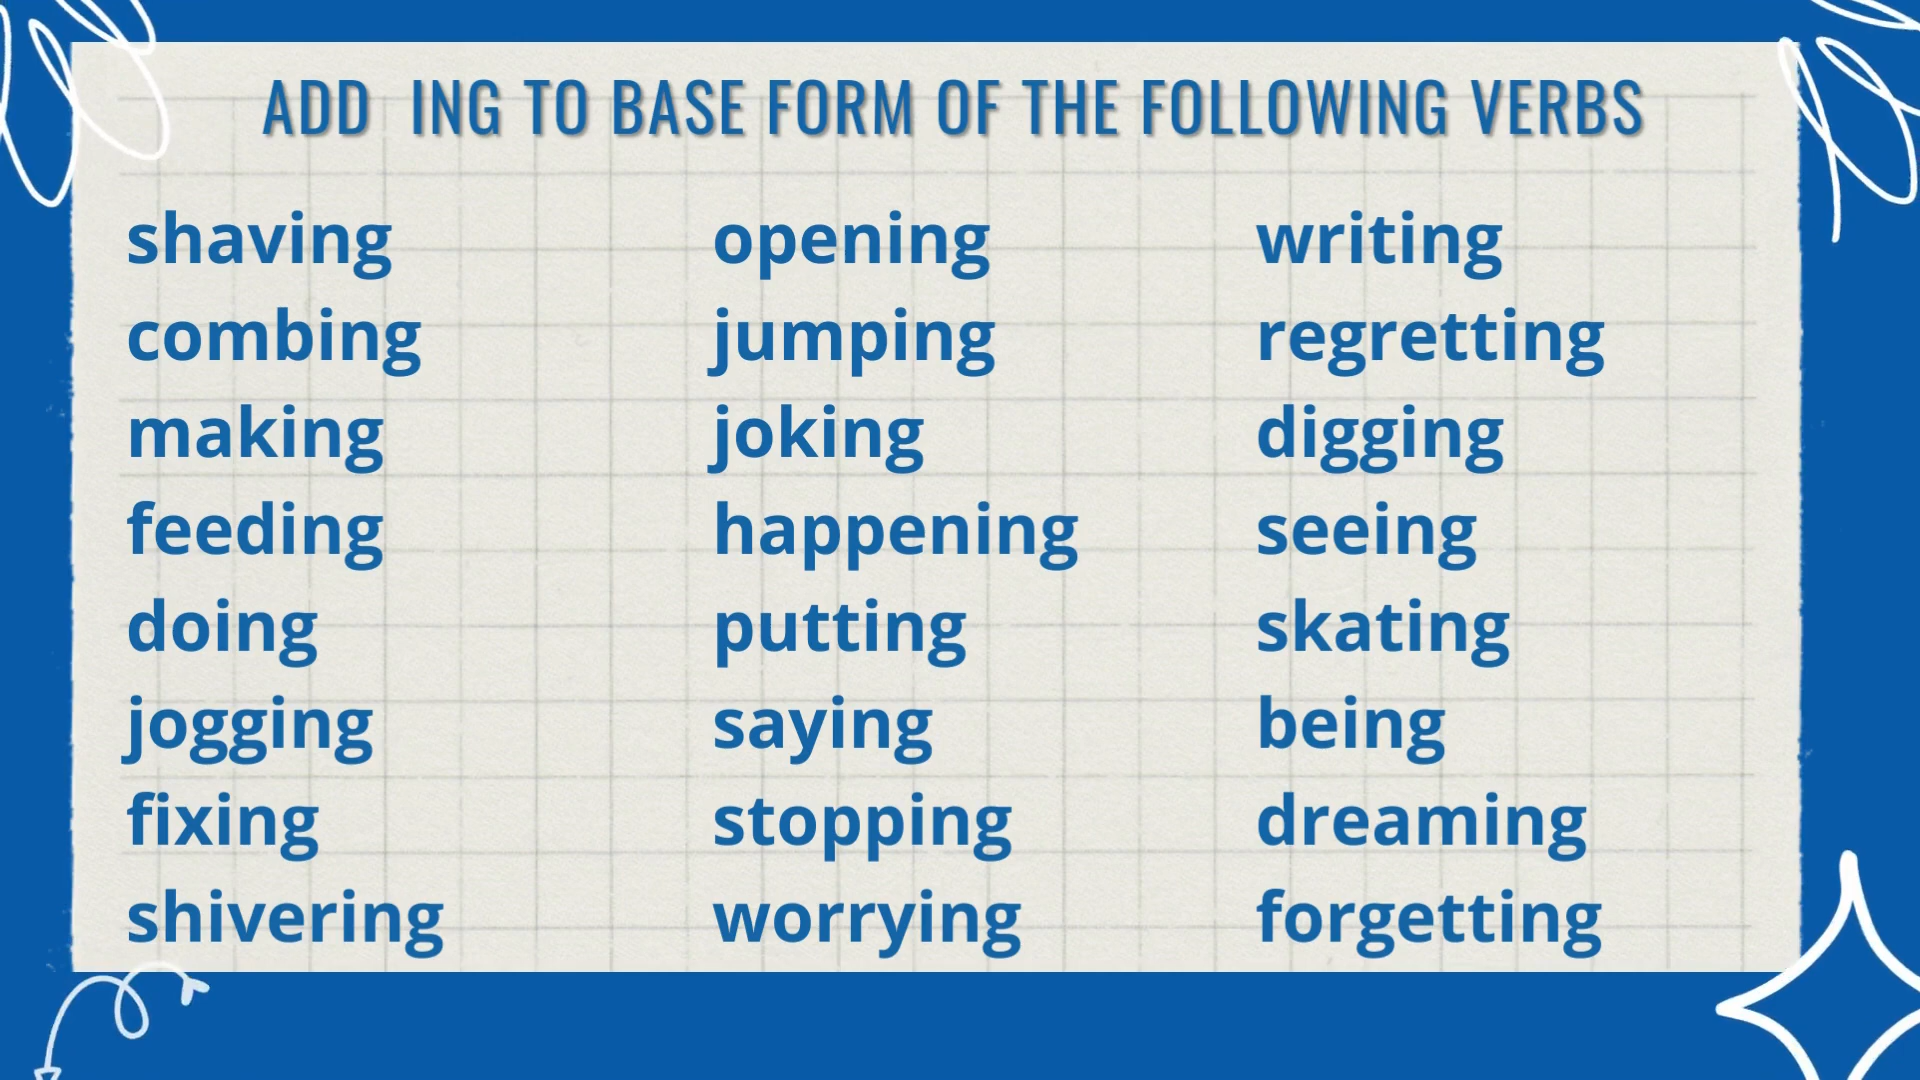 ADD ING TO BASE FORM OF THE FOLLOWING VERBS
shaving
combing
making
feeding
doing
jogging
fixing
shivering
opening
jumping
joking
happening
putting
saying
stopping
worrying
writing
regretting
digging
seeing
skating
being
dreaming
forgetting